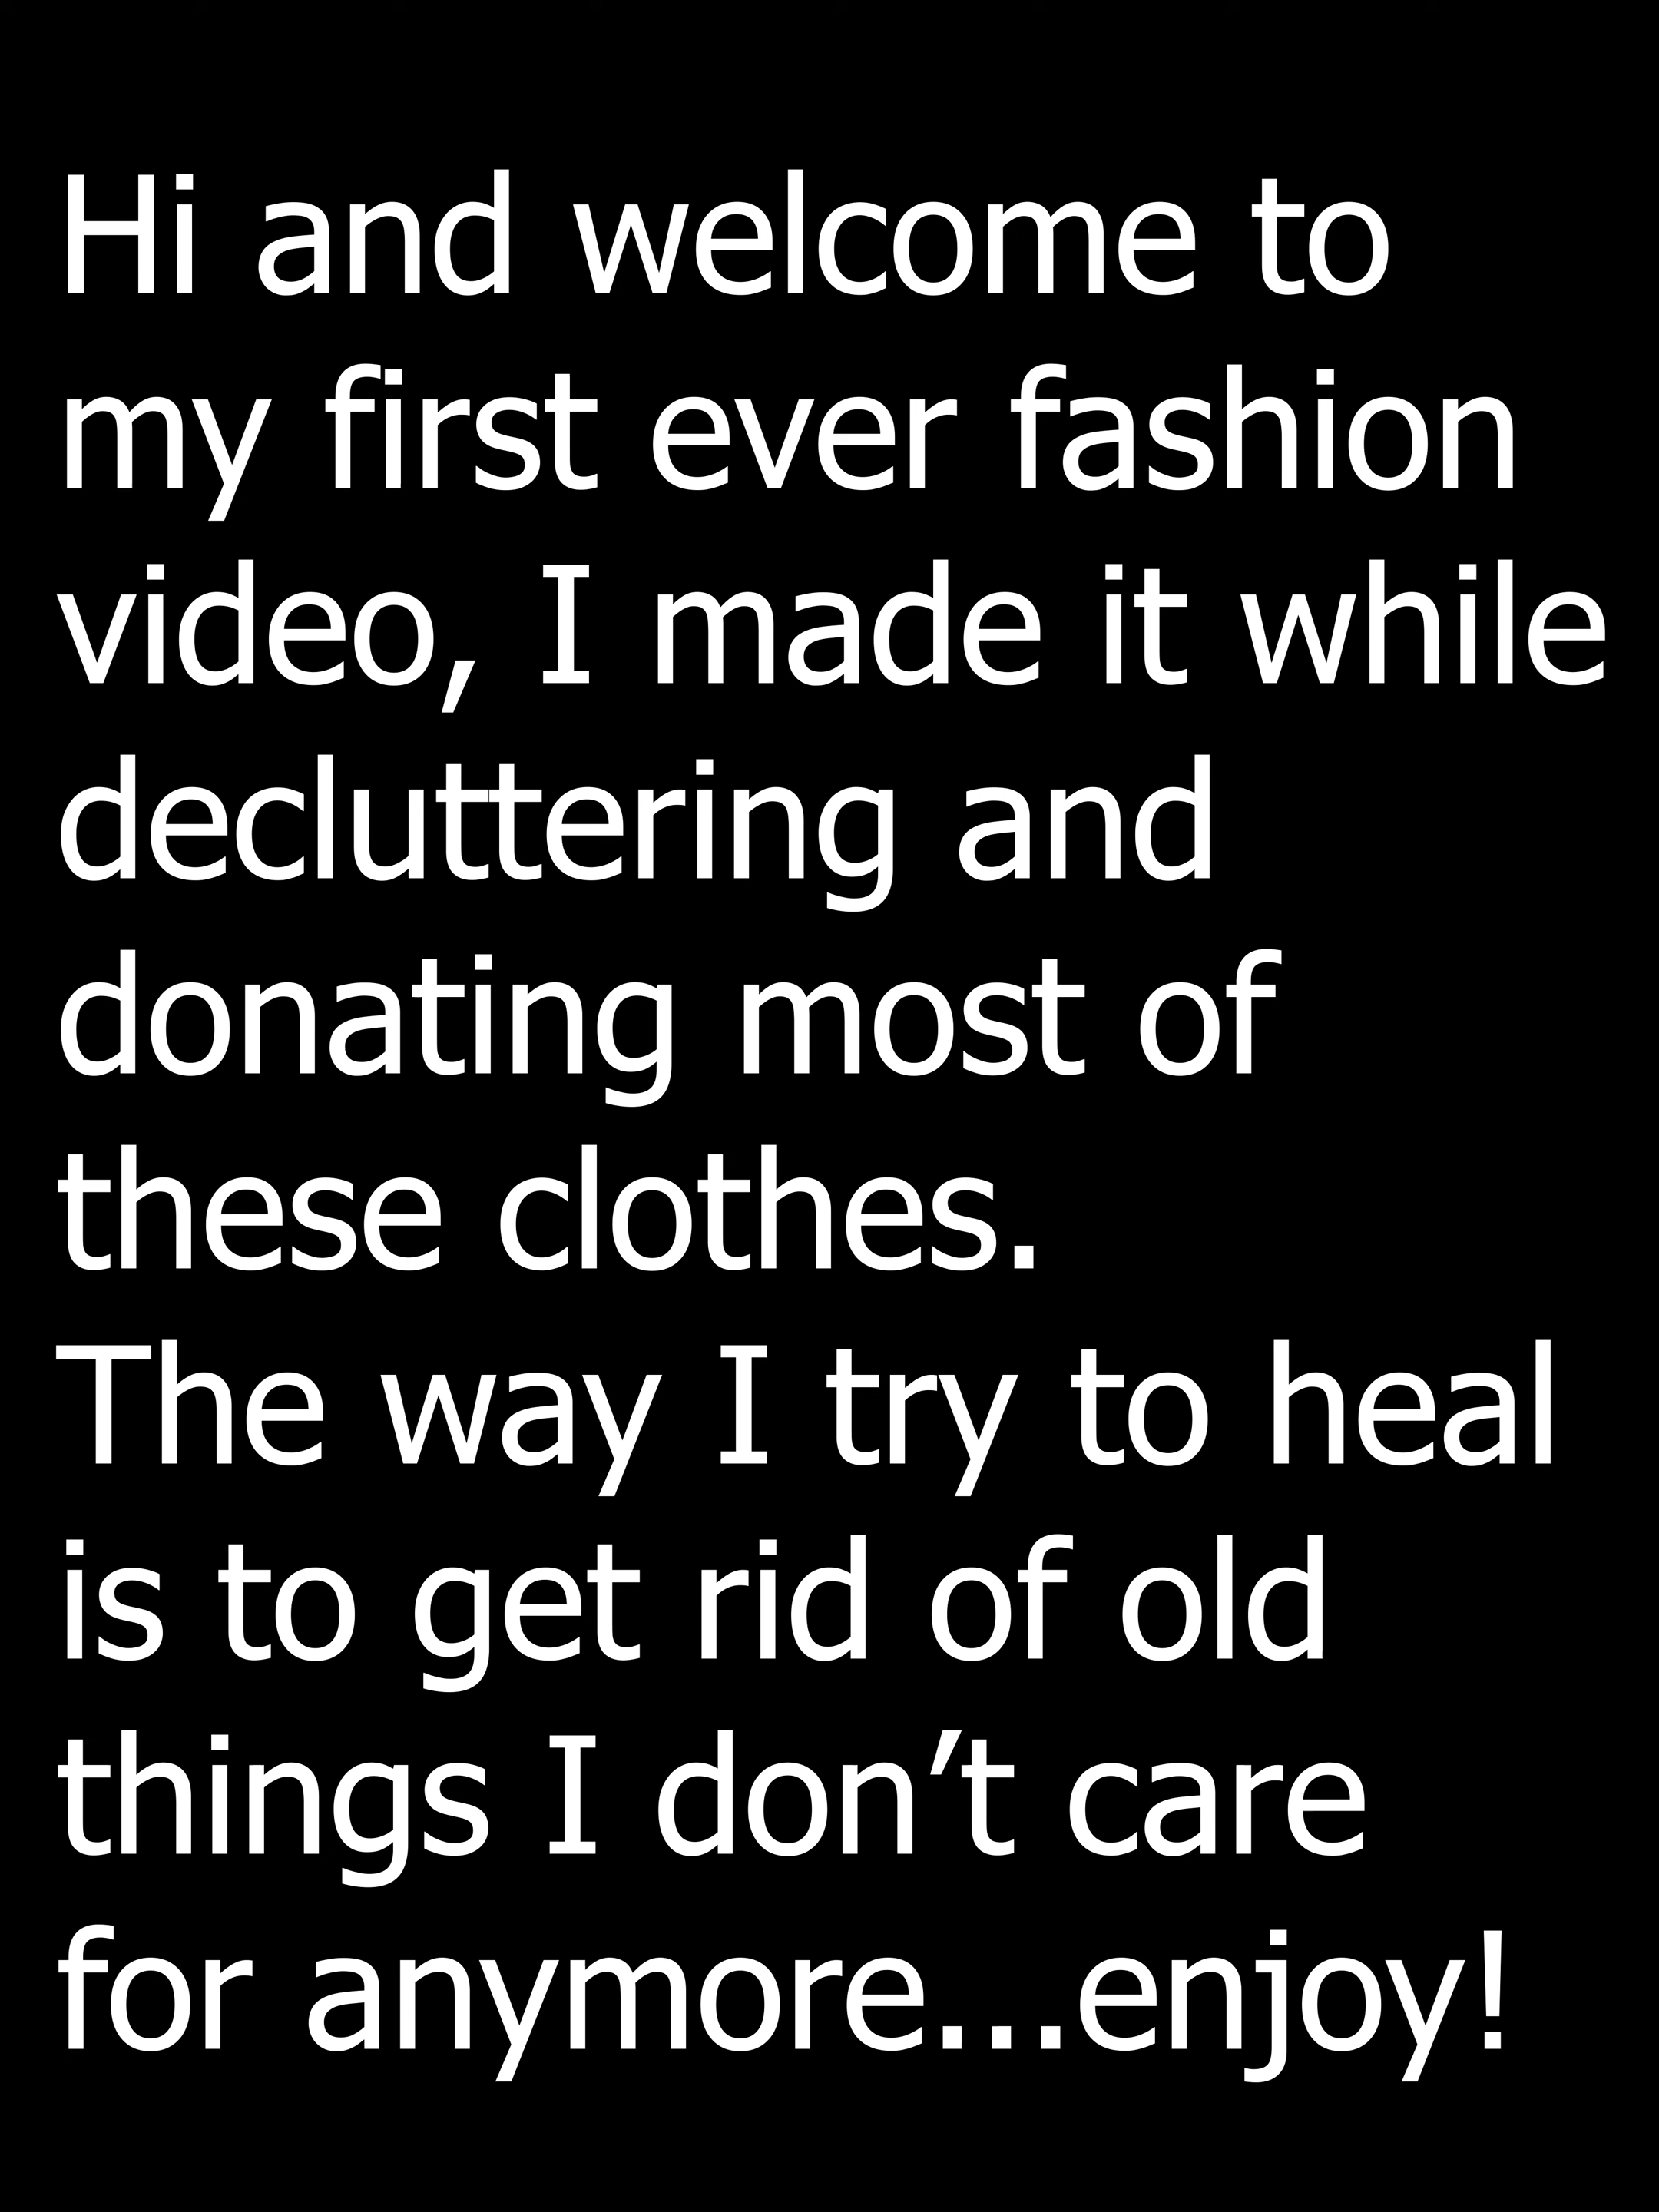 Hi and welcome to
my first ever fashion
video, I made it while
decluttering and
donating most of
these clothes.
The way I try to heal
is to get rid of old
things I don’t care
for anymore...enjoy!